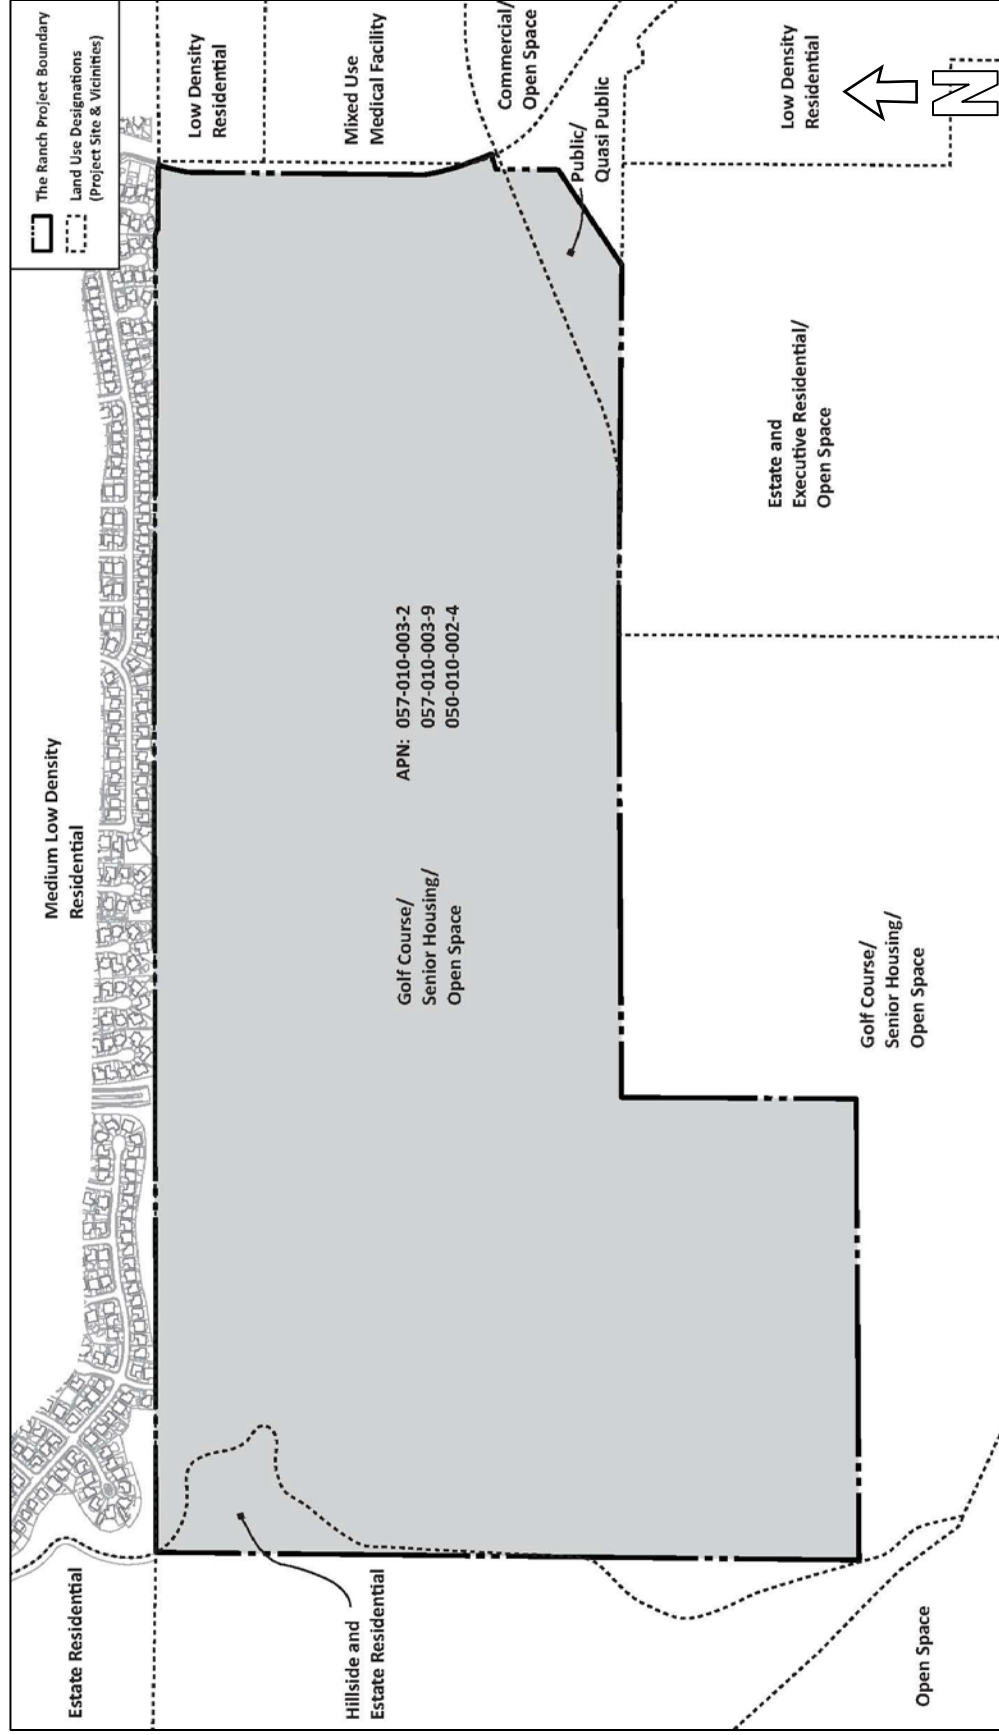 The Ranch Project Boundary
Land Use Designations
(Project Site & Vicinities)
Medium Low Density
Residential
Estate Residential
Low Density
Residential
Mixed Use
Medical Facility
Commercial/
Open Space
Public/
Quasi Public
Low Density
Residential
N
Hillside and
Estate Residential
Golf Course/
Senior Housing/
Open Space
APN: 057-010-003-2
057-010-003-9
050-010-002-4
Estate and
Executive Residential/
Open Space
Golf Course/
Senior Housing/
Open Space
Open Space